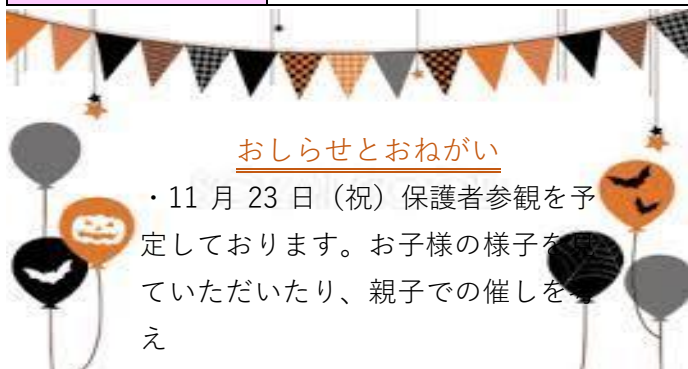 おしらせとおねがい
・11 月 23 日（祝）保護者参観を予
定しております。お子様の様子を見
ていただいたり、親子での催しを考
え